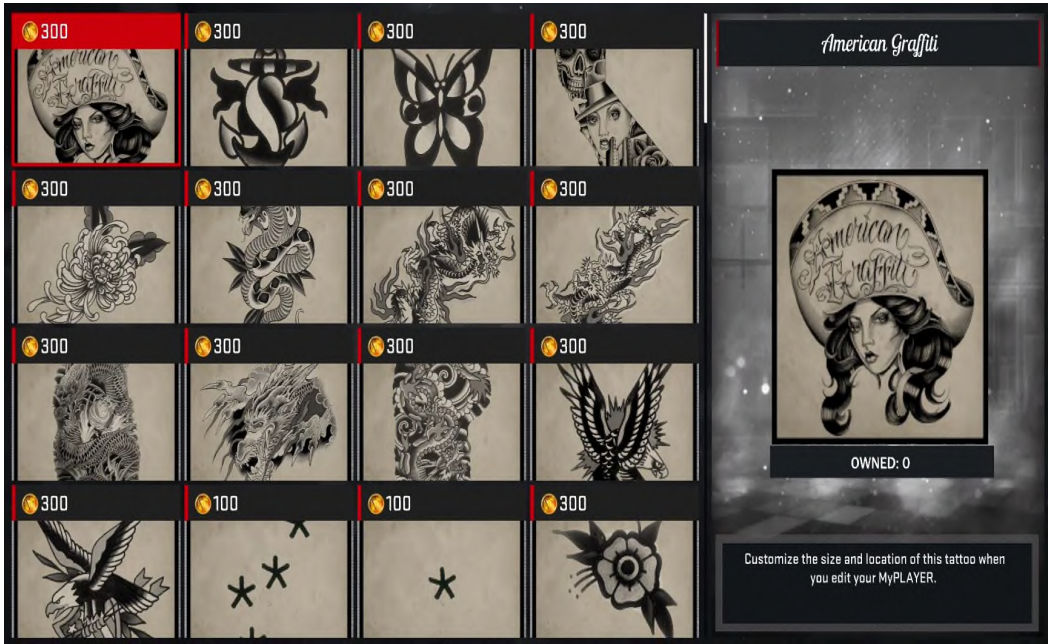 300
300
300
300
American Graffiti
American
Graffiti
American
Graffiti
300
300
300
300
300
300
300
300
OWNED: 0
300
100
100
300
Customize the size and location of this tattoo when
you edit your MyPLAYER.